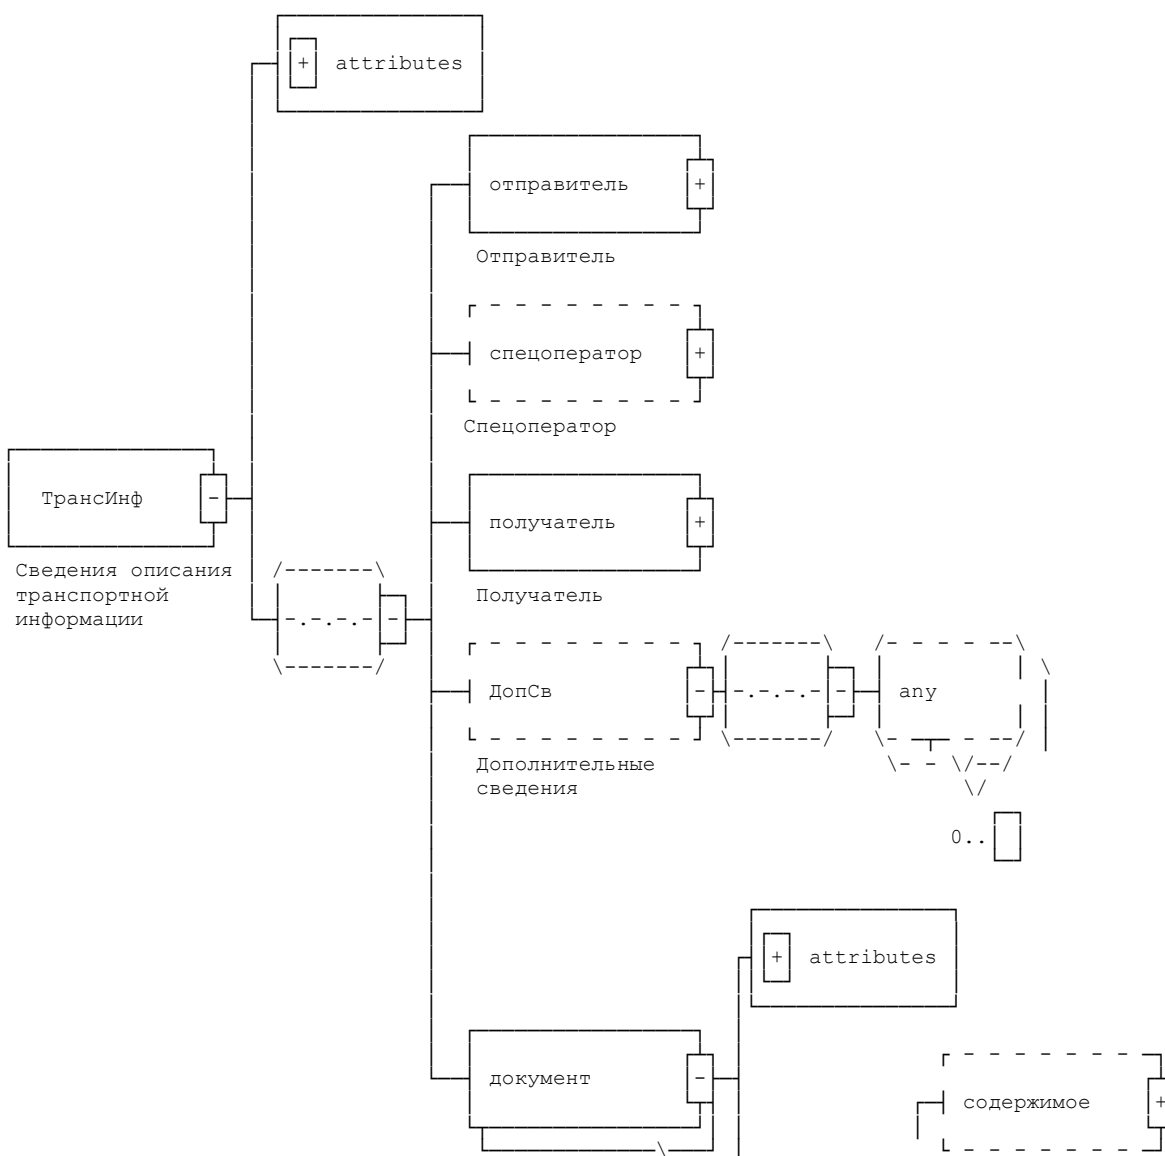 + attributes
отправитель +
Отправитель
спецоператор +
Спецоператор
ТрансИнф -
получатель +
Сведения описания
транспортной
информации
Получатель
-.-.-.- -
ДопСв - -.-.-.- - any
Дополнительные
сведения
0..
+ attributes
документ -
содержимое +